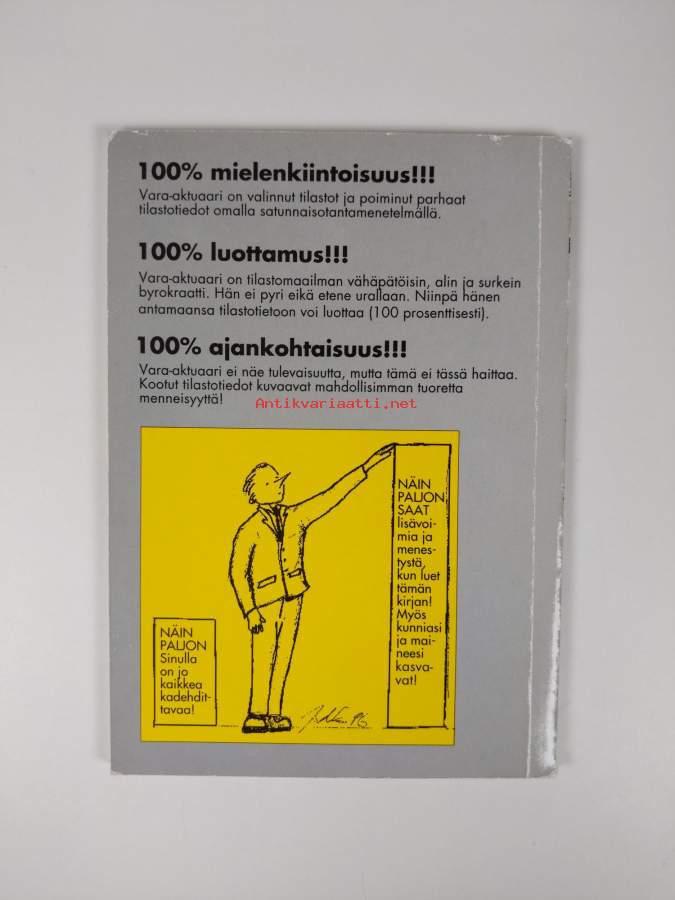 100% mielenkiintoisuus!!!
Vara-aktuaari on valinnut tilastot ja poiminut parhaat
tilastotiedot omalla satunnaisotantamenetelmällä.
100% luottamus!!!
Vara-aktuaari on tilastomaailman vähäpätöisin, alin ja surkein
byrokraatti. Hän ei pyri eikä etene urallaan. Niinpä hänen
antamaansa tilastotietoon voi luottaa (100 prosenttisesti).
100% ajankohtaisuus!!!
Vara-aktuaari ei näe tulevaisuutta, mutta tämä ei tässä haittaa.
Kootut tilastotiedot kuvaavat mahdollisimman tuoretta
menneisyyttä!
Antikvariaatti.net
NÄIN
PALJON
Sinulla
on jo
kaikkea
kadehdit-
tavaa!
NÄIN
PALJON
SAAT
lisävoi-
mia ja
menes-
tystä,
kun luet
tämän
kirjan!
Myös
kunniasi
ja mai-
neesi
kasva-
vat!